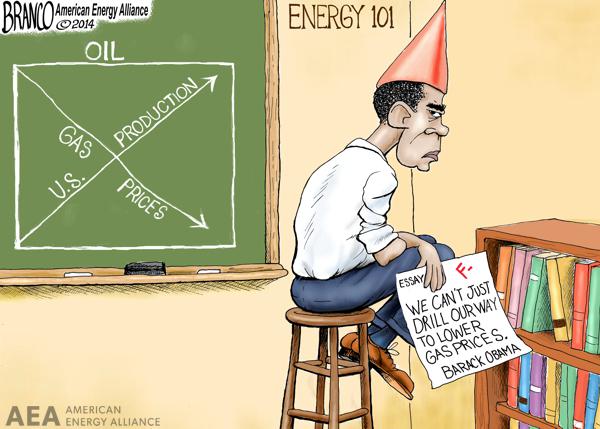 BRANCO American Energy Alliance
©2014
ENERGY 101
OIL
GAS PRICES
U.S. PRODUCTION
ESSAY F-
WE CAN'T JUST
DRILL OUR WAY
TO LOWER
GAS PRICES.
BARACK OBAMA
AEA AMERICAN
ENERGY ALLIANCE